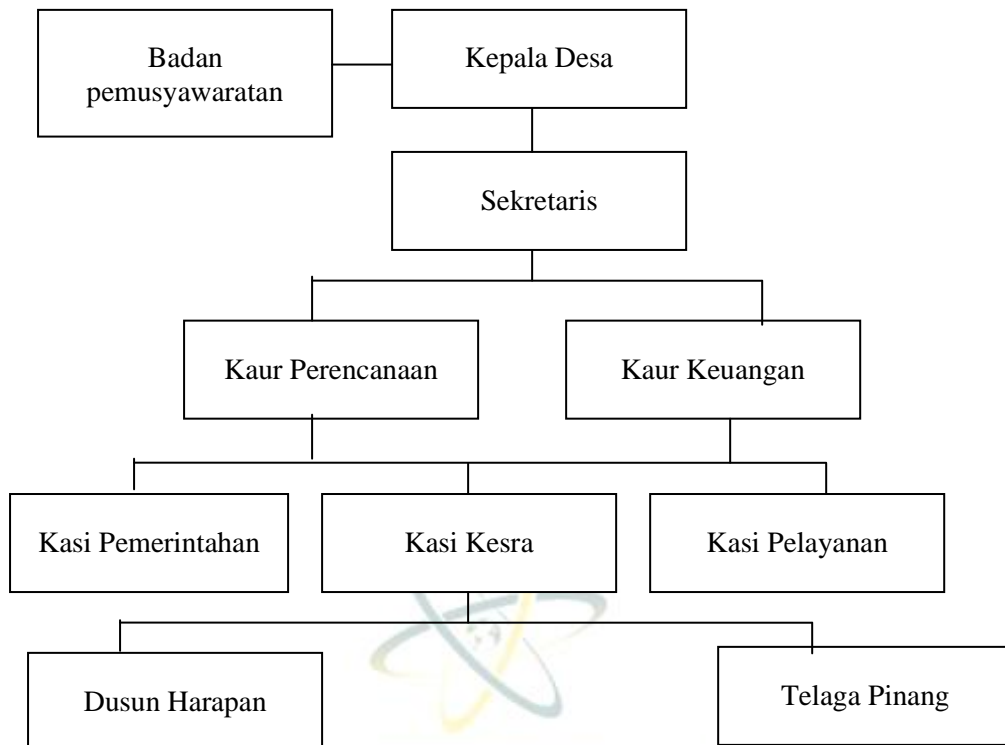 Badan
pemusyawaratan
Kepala Desa
Sekretaris
Kaur Perencanaan
Kaur Keuangan
Kasi Pemerintahan
Kasi Kesra
Kasi Pelayanan
Dusun Harapan
Telaga Pinang